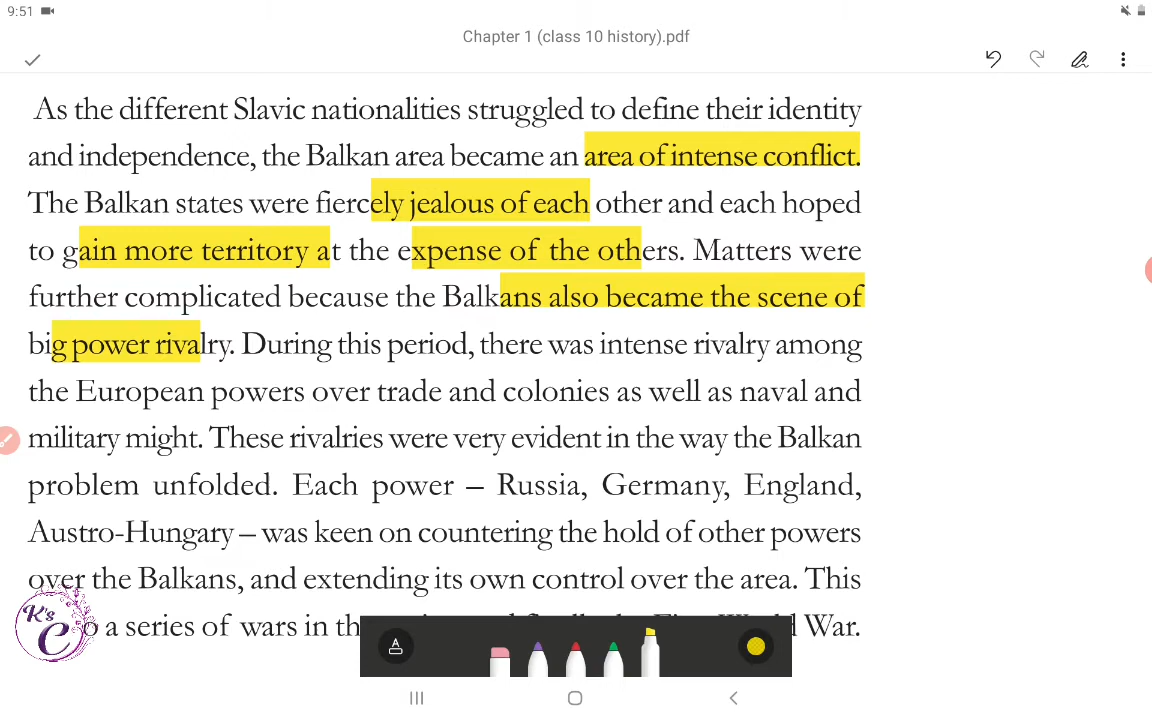 9:51
Chapter 1 (class 10 history).pdf
As the different Slavic nationalities struggled to define their identity
and independence, the Balkan area became an area of intense conflict.
The Balkan states were fiercely jealous of each other and each hoped
to gain more territory at the expense of the others. Matters were
further complicated because the Balkans also became the scene of
big power rivalry. During this period, there was intense rivalry among
the European powers over trade and colonies as well as naval and
military might. These rivalries were very evident in the way the Balkan
problem unfolded. Each power – Russia, Germany, England,
Austro-Hungary – was keen on countering the hold of other powers
over the Balkans, and extending its own control over the area. This
a series of wars in War.
K's
C
A